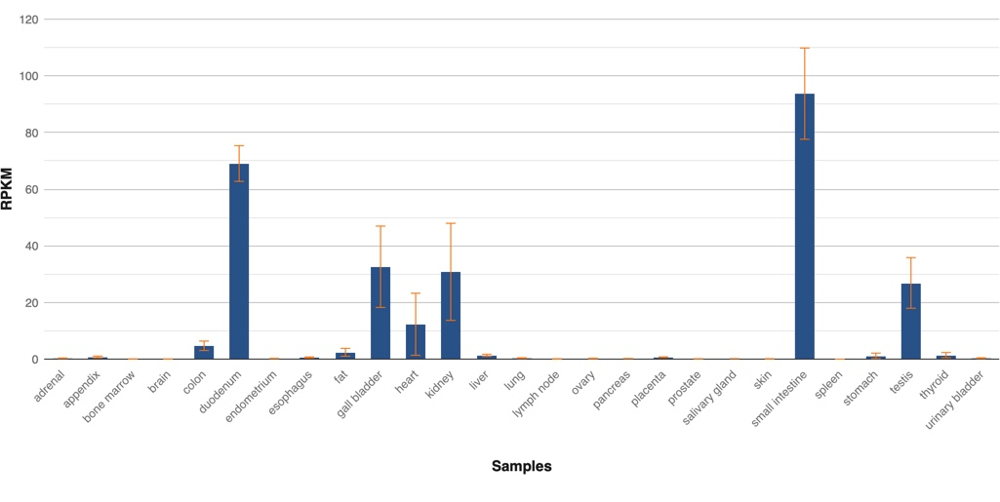 120
100
80
60
40
20
0
RPKM
adrenal
appendix
bone marrow
brain
colon
duodenum
endometrium
esophagus
fat
gall bladder
heart
kidney
liver
lung
lymph node
ovary
pancreas
placenta
prostate
salivary gland
skin
small intestine
spleen
stomach
testis
thyroid
urinary bladder
Samples